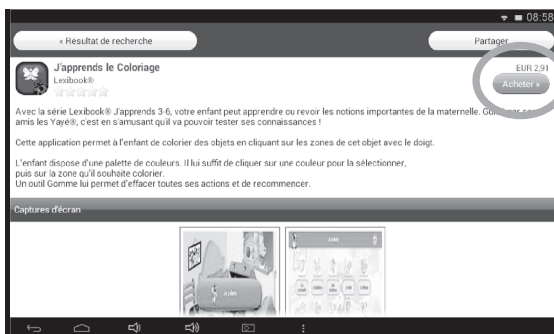 08:58
« Résultat de recherche
Partager
J'apprends le Coloriage
EUR 2,91
Lexibook®
Acheter »
Avec la série Lexibook® J'apprends 3-6, votre enfant peut apprendre ou revoir les notions importantes de la maternelle. par
amis les Yayé®, c'est en s'amusant qu'il va pouvoir tester ses connaissances !
Cette application permet à l'enfant de colorier des objets en cliquant sur les zones de cet objet avec le doigt.
L'enfant dispose d'une palette de couleurs. Il lui suffit de cliquer sur une couleur pour la sélectionner,
puis sur la zone qu'il souhaite colorier.
Un outil Gomme lui permet d'effacer toutes ses actions et de recommencer.
Captures d'écran